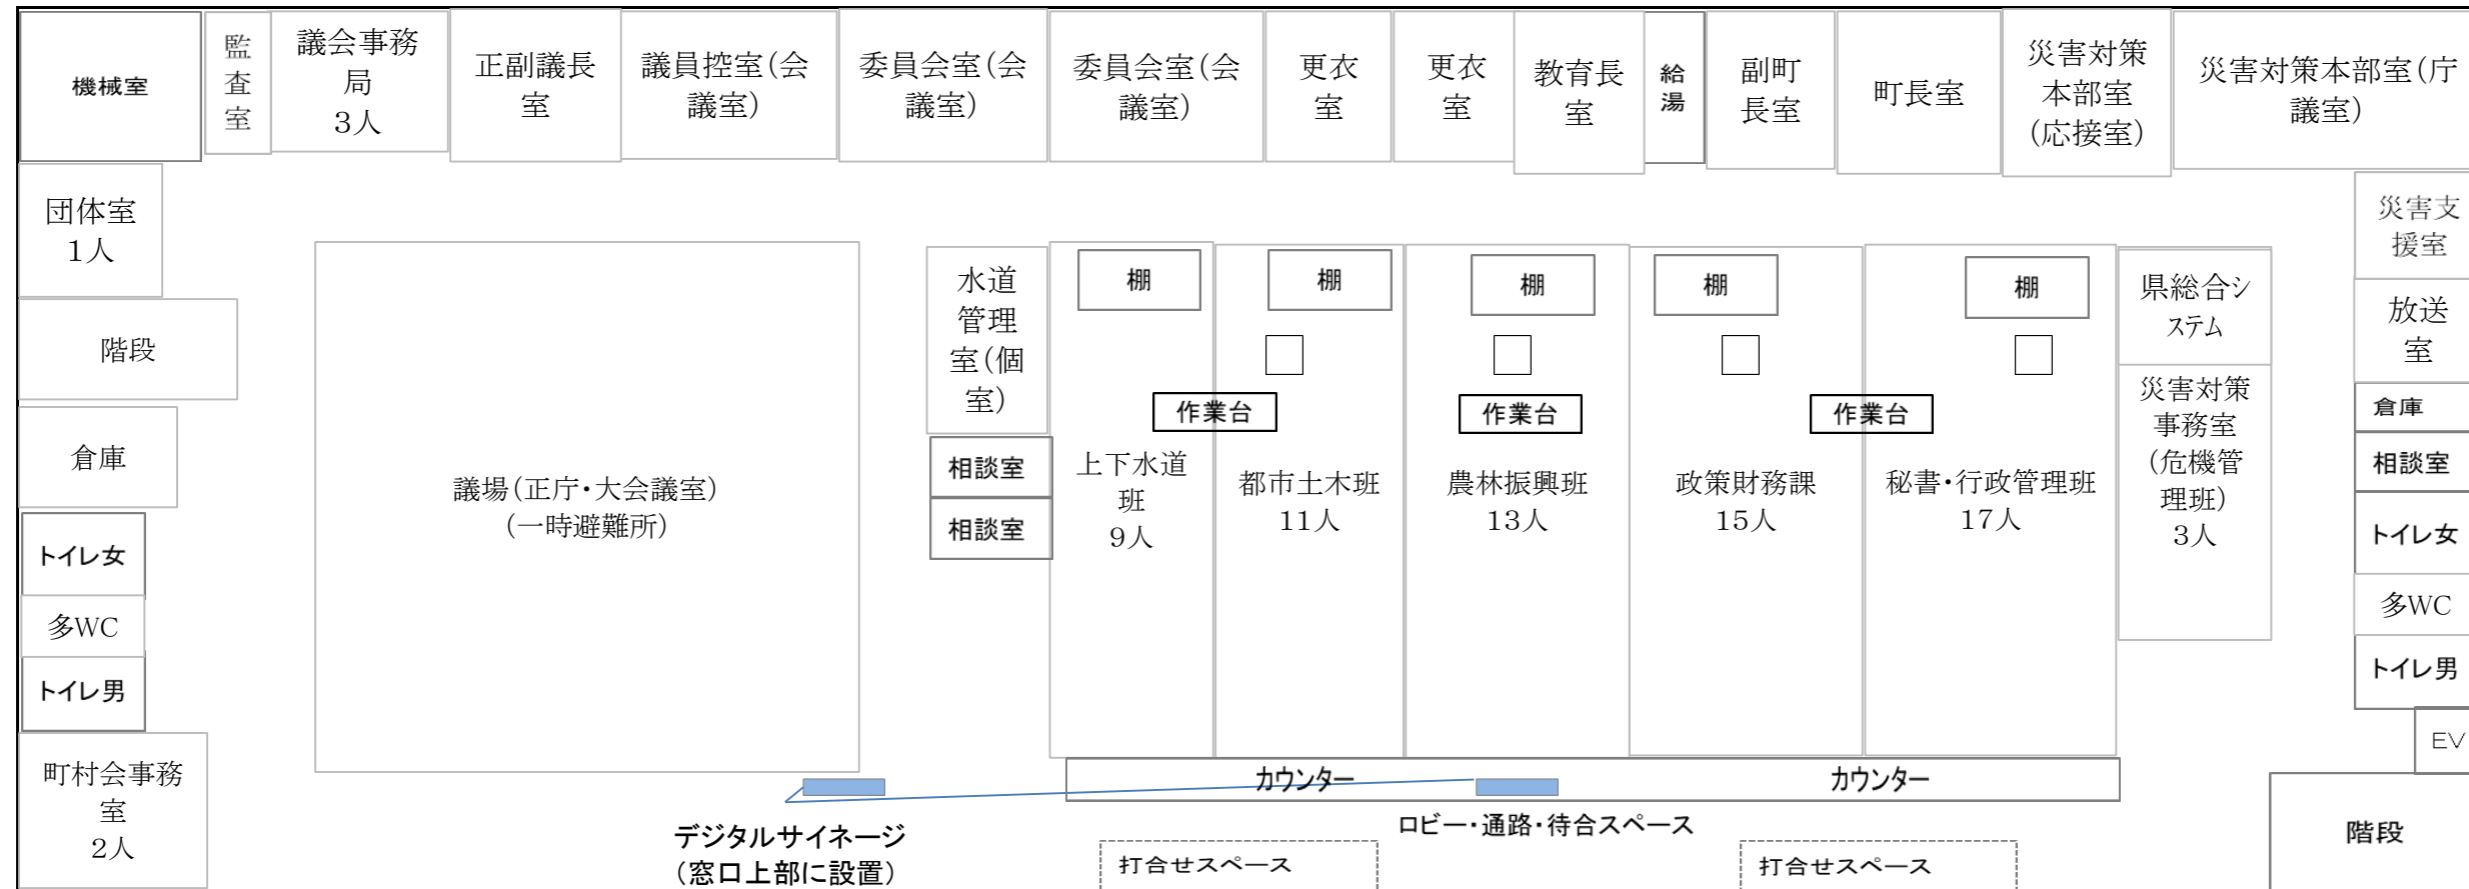 機械室
監
査
室
議会事務
局
3人
正副議長
室
議員控室(会
議室)
委員会室(会
議室)
委員会室(会
議室)
更衣
室
更衣
室
教育長
室
給
湯
副町
長室
町長室
災害対策
本部室
(応接室)
災害対策本部室(庁
議室)
団体室
1人
階段
倉庫
トイレ女
多WC
トイレ男
町村会事務
室
2人
議場(正庁・大会議室)
(一時避難所)
水道
管理
室(個
室)
相談室
相談室
棚
棚
棚
棚
棚
作業台
作業台
作業台
上下水道
班
9人
都市土木班
11人
農林振興班
13人
政策財務課
15人
秘書・行政管理班
17人
県総合シ
ステム
災害対策
事務室
(危機管
理班)
3人
災害支
援室
放送
室
倉庫
相談室
トイレ女
多WC
トイレ男
EV
階段
カウンター
カウンター
デジタルサイネージ
(窓口上部に設置)
ロビー・通路・待合スペース
打合せスペース
打合せスペース